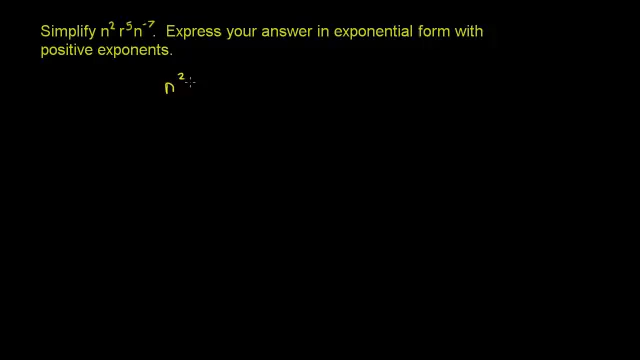 Simplify n² r⁵ n⁻⁷. Express your answer in exponential form with
positive exponents.
n²